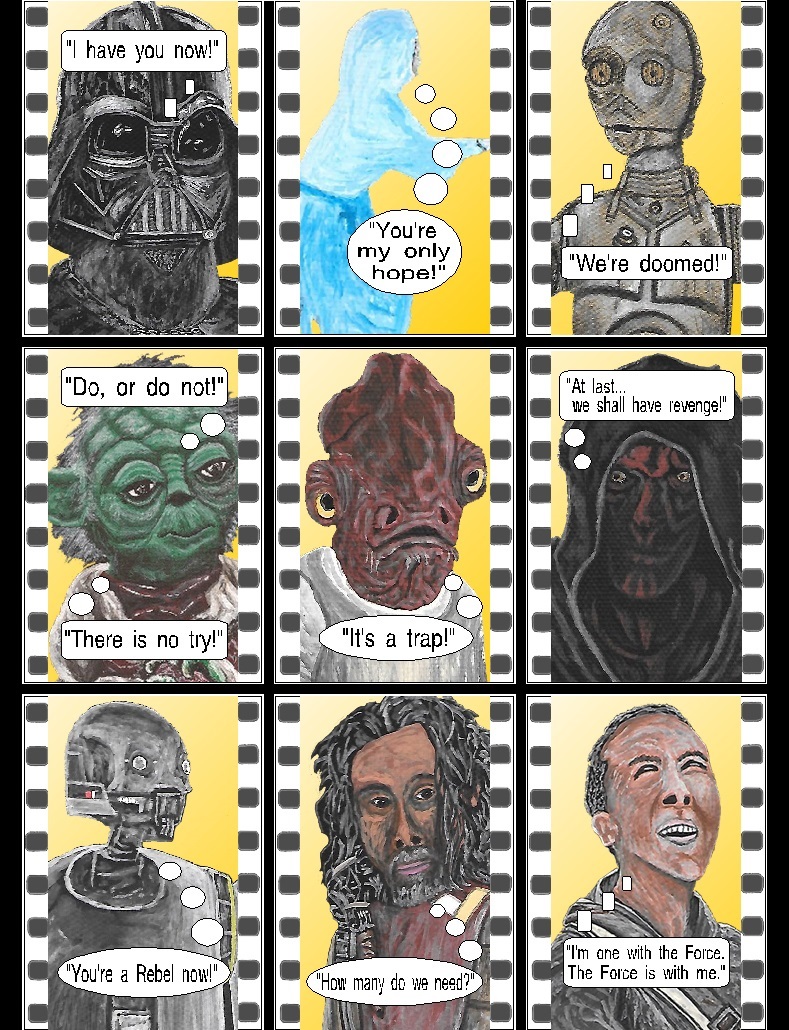 "I have you now!"
"You're
my only
hope!"
"We're doomed!"
"Do, or do not!"
"There is no try!"
"It's a trap!"
"At last...
we shall have revenge!"
"You're a Rebel now!"
"How many do we need?"
"I'm one with the Force.
The Force is with me."